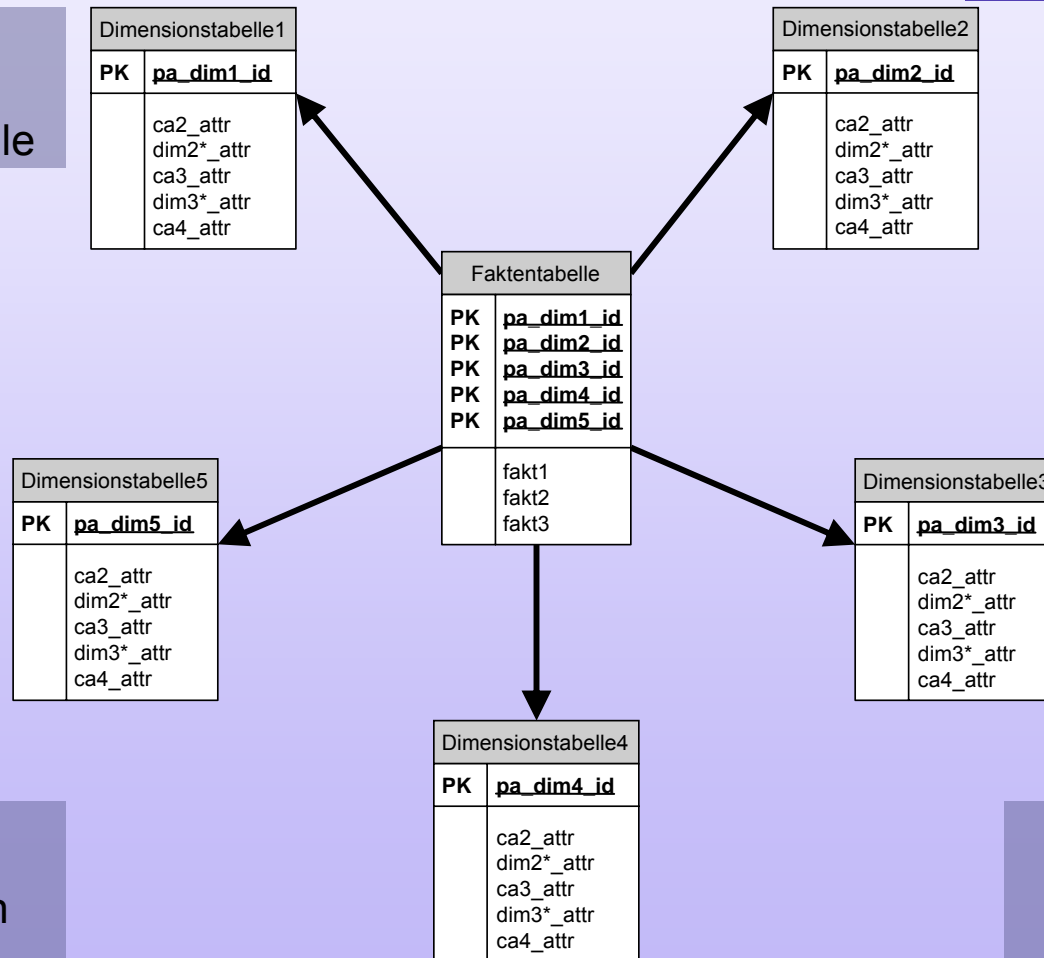 le
Dimensionstabelle1
PK pa_dim1_id
ca2_attr
dim2*_attr
ca3_attr
dim3*_attr
ca4_attr
Dimensionstabelle2
PK pa_dim2_id
ca2_attr
dim2*_attr
ca3_attr
dim3*_attr
ca4_attr
Faktentabelle
PK pa_dim1_id
PK pa_dim2_id
PK pa_dim3_id
PK pa_dim4_id
PK pa_dim5_id
fakt1
fakt2
fakt3
Dimensionstabelle5
PK pa_dim5_id
ca2_attr
dim2*_attr
ca3_attr
dim3*_attr
ca4_attr
Dimensionstabelle3
PK pa_dim3_id
ca2_attr
dim2*_attr
ca3_attr
dim3*_attr
ca4_attr
Dimensionstabelle4
PK pa_dim4_id
ca2_attr
dim2*_attr
ca3_attr
dim3*_attr
ca4_attr